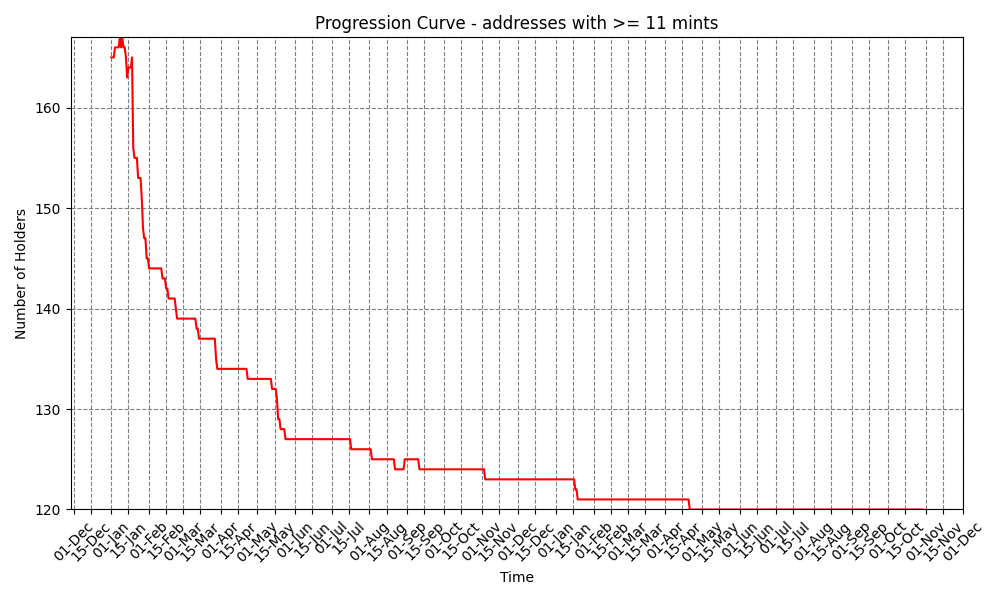 Progression Curve - addresses with >= 11 mints
Number of Holders
160
150
140
130
120
01-Dec
15-Dec
01-Jan
15-Jan
01-Feb
15-Feb
01-Mar
15-Mar
01-Apr
15-Apr
01-May
15-May
01-Jun
15-Jun
01-Jul
15-Jul
01-Aug
15-Aug
01-Sep
15-Sep
01-Oct
15-Oct
01-Nov
15-Nov
01-Dec
15-Dec
01-Jan
15-Jan
01-Feb
15-Feb
01-Mar
15-Mar
01-Apr
15-Apr
01-May
15-May
01-Jun
15-Jun
01-Jul
15-Jul
01-Aug
15-Aug
01-Sep
15-Sep
01-Oct
15-Oct
01-Nov
15-Nov
01-Dec
Time